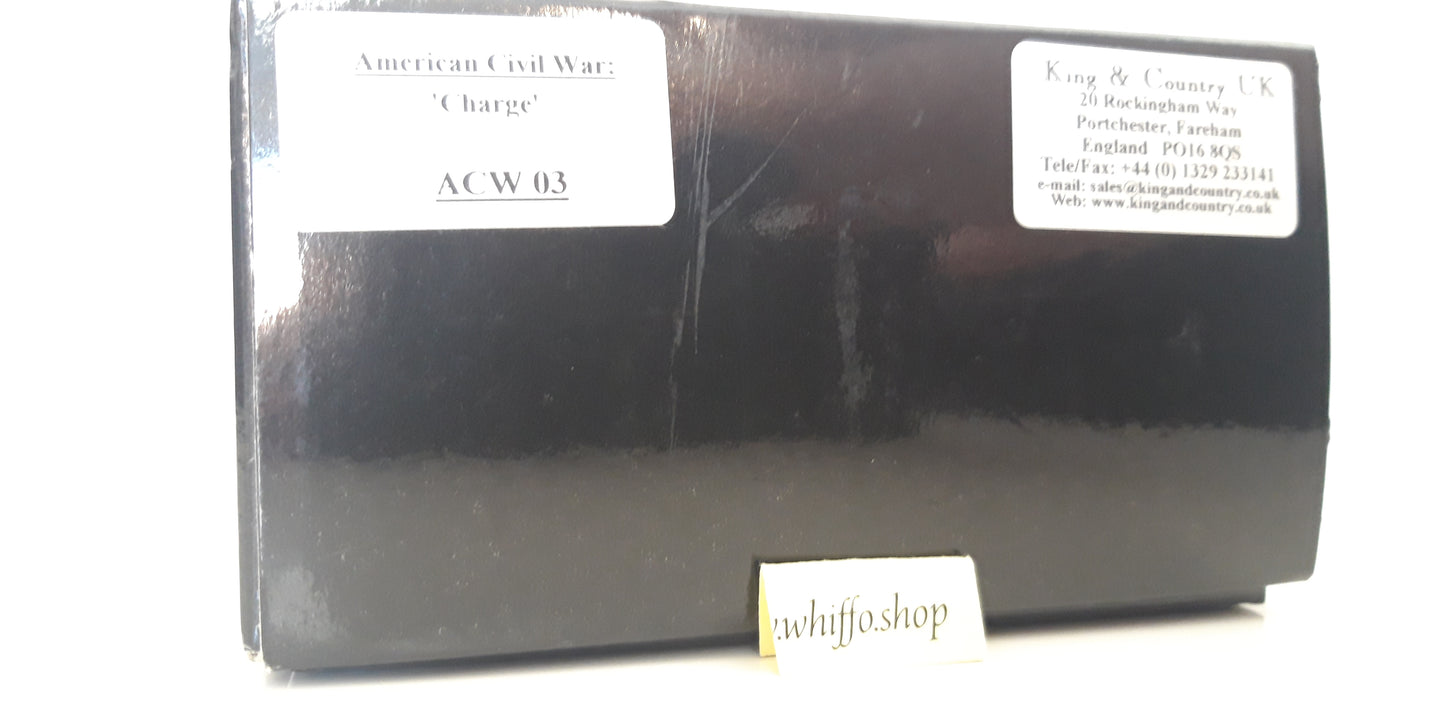 American Civil War:
'Charge'
ACW 03
King & Country UK
20 Rockingham Way
Portchester, Fareham
England PO16 8QS
Tele/Fax: +44 (0) 1329 233141
e-mail: sales@kingandcountry.co.uk
Web: www.kingandcountry.co.uk
.whiffo.shop